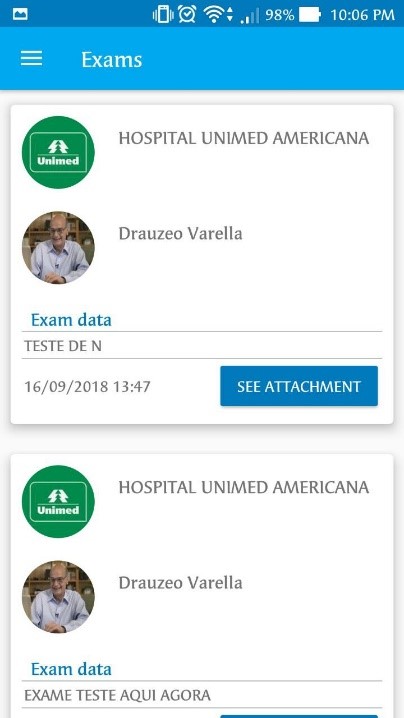 98% 10:06 PM
Exams
Unimed
HOSPITAL UNIMED AMERICANA
Drauzeo Varella
Exam data
TESTE DE N
16/09/2018 13:47 SEE ATTACHMENT
Unimed
HOSPITAL UNIMED AMERICANA
Drauzeo Varella
Exam data
EXAME TESTE AQUI AGORA